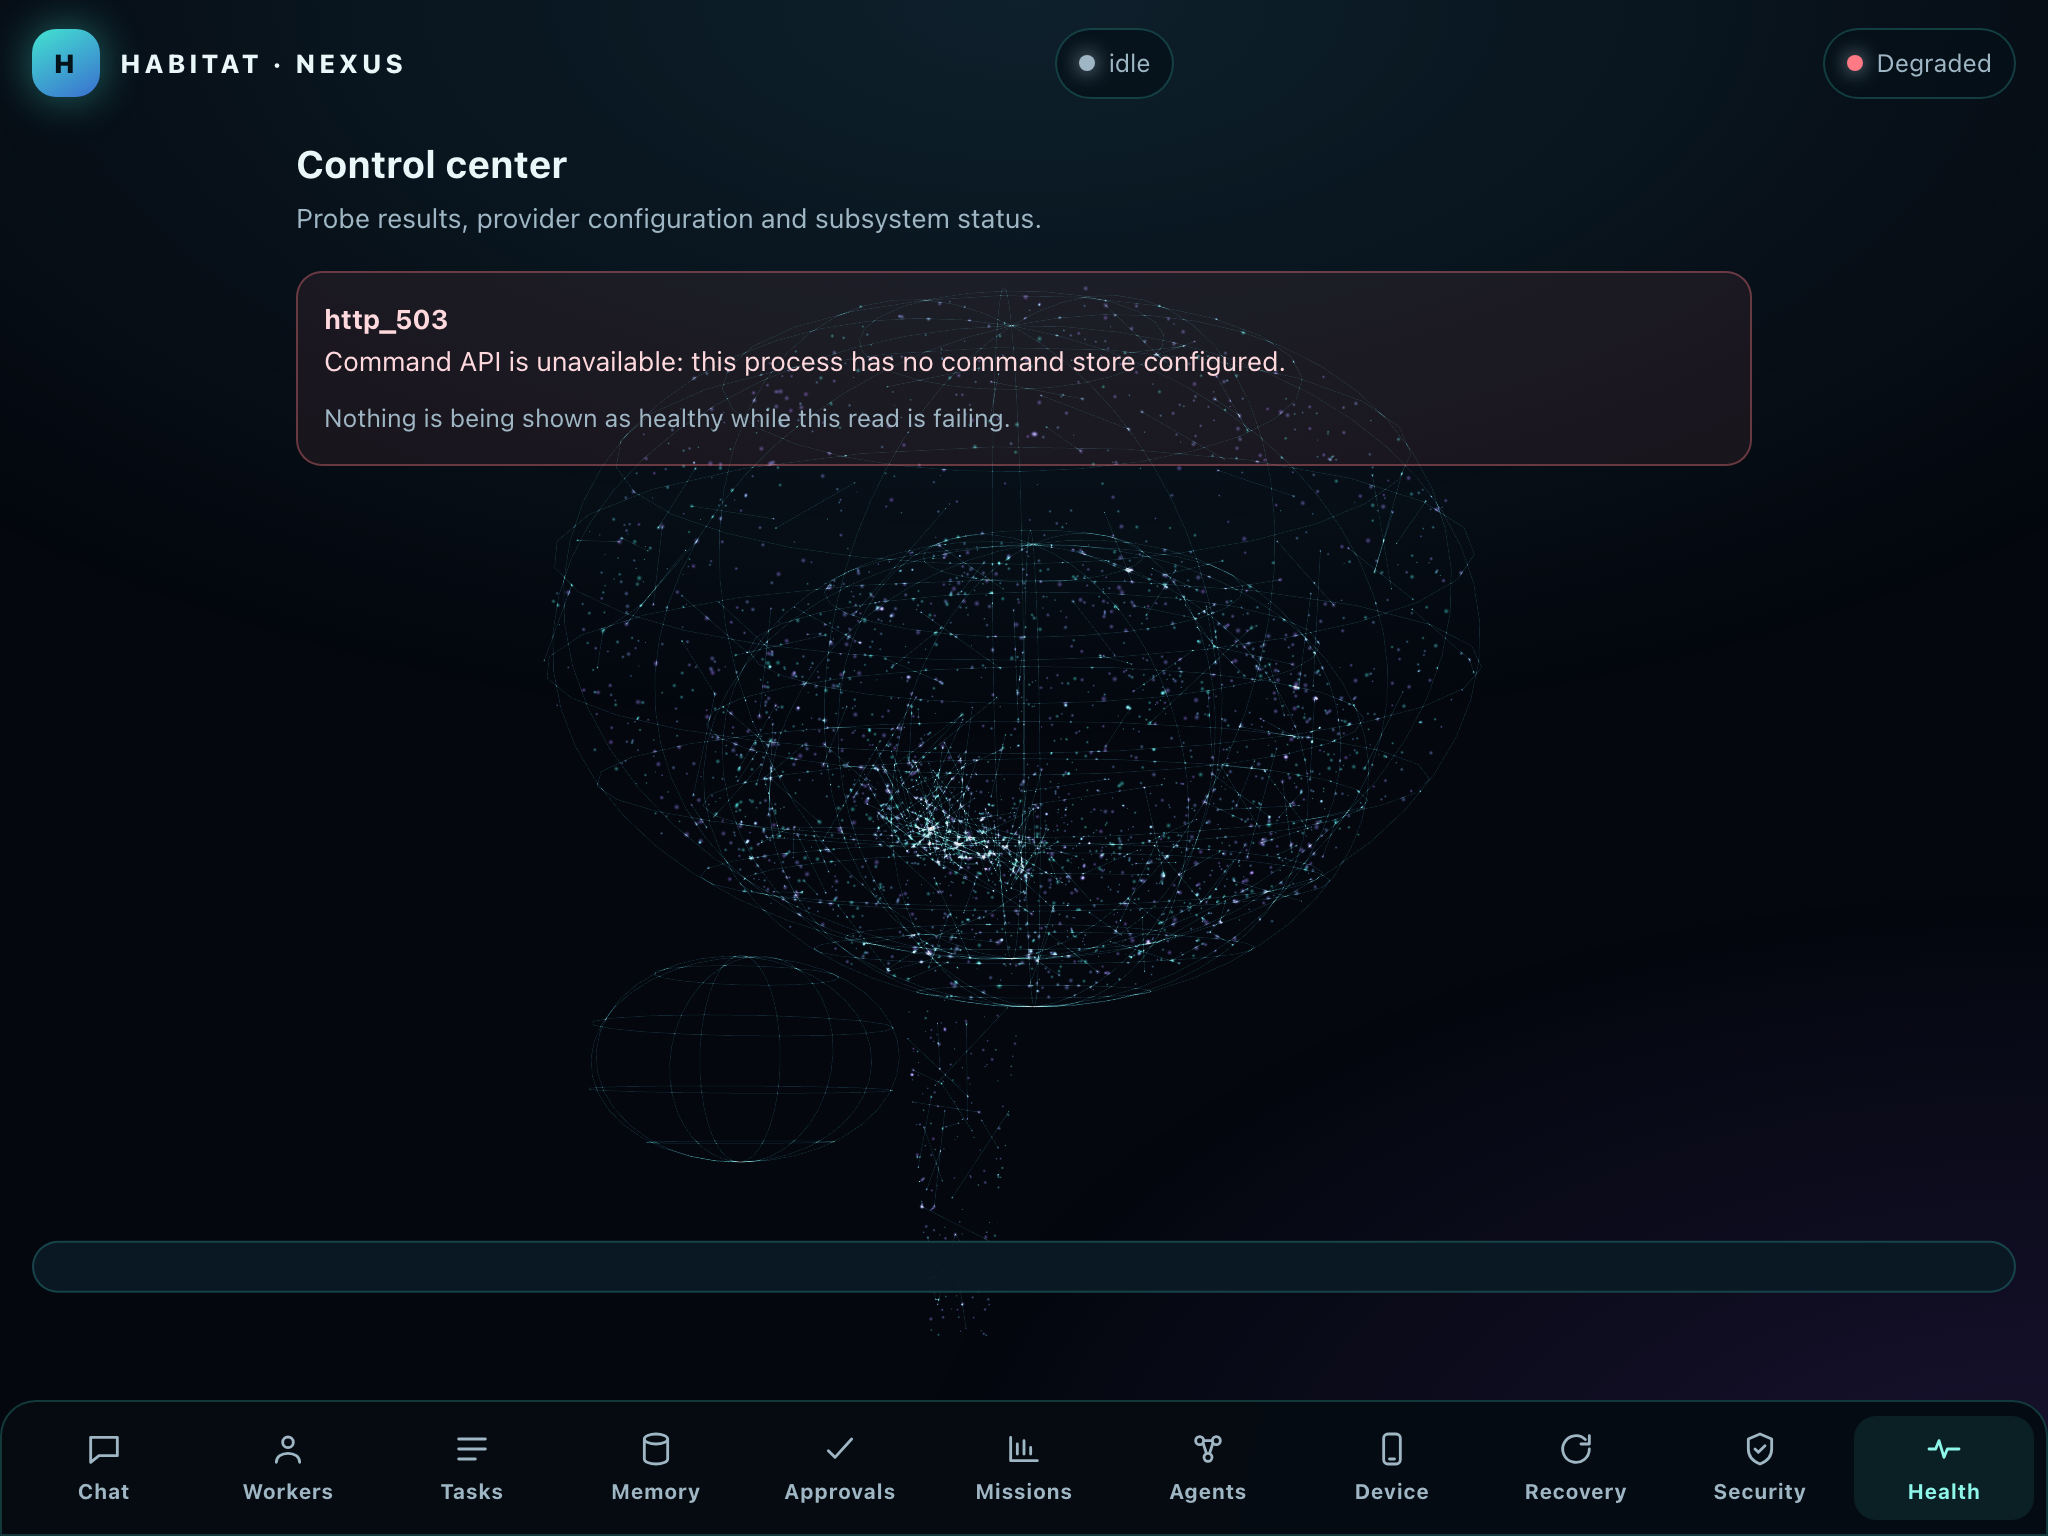 H
HABITAT · NEXUS
idle
Degraded
Control center
Probe results, provider configuration and subsystem status.
http_503
Command API is unavailable: this process has no command store configured.
Nothing is being shown as healthy while this read is failing.
Chat
Workers
Tasks
Memory
Approvals
Missions
Agents
Device
Recovery
Security
Health